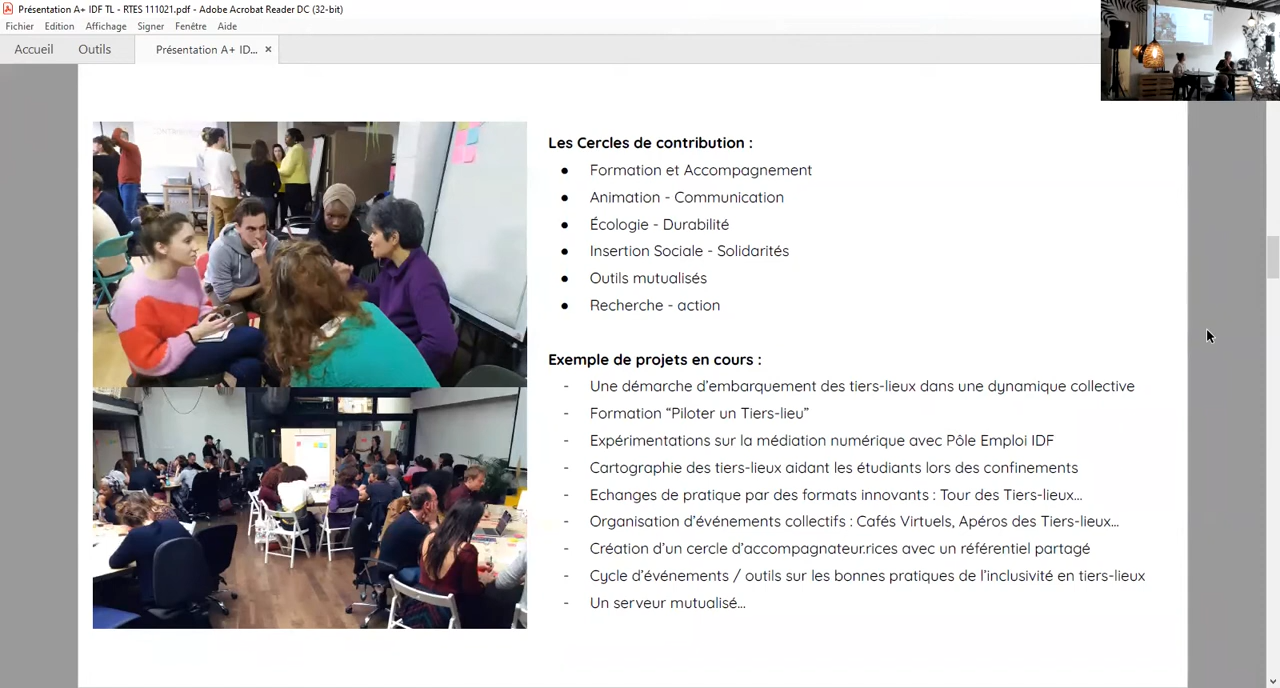 Présentation A+ IDF TL - RTES 111021.pdf - Adobe Acrobat Reader DC (32-bit)
Fichier Edition Affichage Signer Fenêtre Aide
Accueil Outils Présentation A+ ID... ×
Les Cercles de contribution :
● Formation et Accompagnement
● Animation - Communication
● Écologie - Durabilité
● Insertion Sociale - Solidarités
● Outils mutualisés
● Recherche - action
Exemple de projets en cours :
- Une démarche d’embarquement des tiers-lieux dans une dynamique collective
- Formation “Piloter un Tiers-lieu”
- Expérimentations sur la médiation numérique avec Pôle Emploi IDF
- Cartographie des tiers-lieux aidant les étudiants lors des confinements
- Echanges de pratique par des formats innovants : Tour des Tiers-lieux...
- Organisation d’événements collectifs : Cafés Virtuels, Apéros des Tiers-lieux...
- Création d’un cercle d’accompagnateur.rices avec un référentiel partagé
- Cycle d’événements / outils sur les bonnes pratiques de l’inclusivité en tiers-lieux
- Un serveur mutualisé...